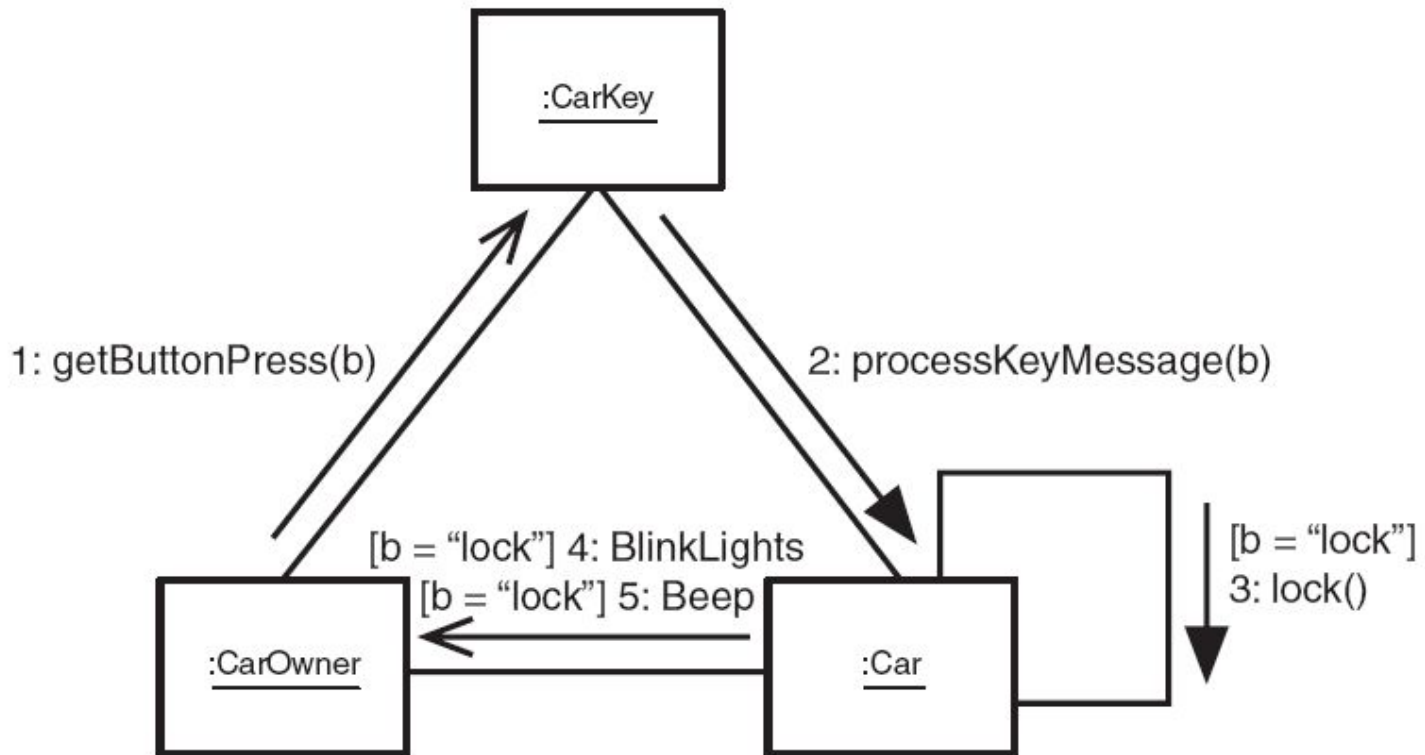 :CarKey
1: getButtonPress(b)
2: processKeyMessage(b)
[b = “lock”] 4: BlinkLights
[b = “lock”] 5: Beep
[b = “lock”]
3: lock()
:CarOwner
:Car